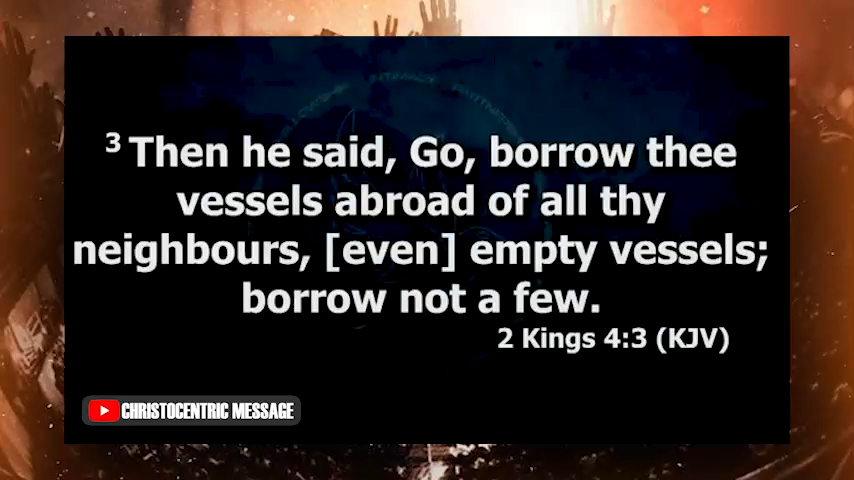 3 Then he said, Go, borrow thee
vessels abroad of all thy
neighbours, [even] empty vessels;
borrow not a few.
2 Kings 4:3 (KJV)
CHRISTOCENTRIC MESSAGE